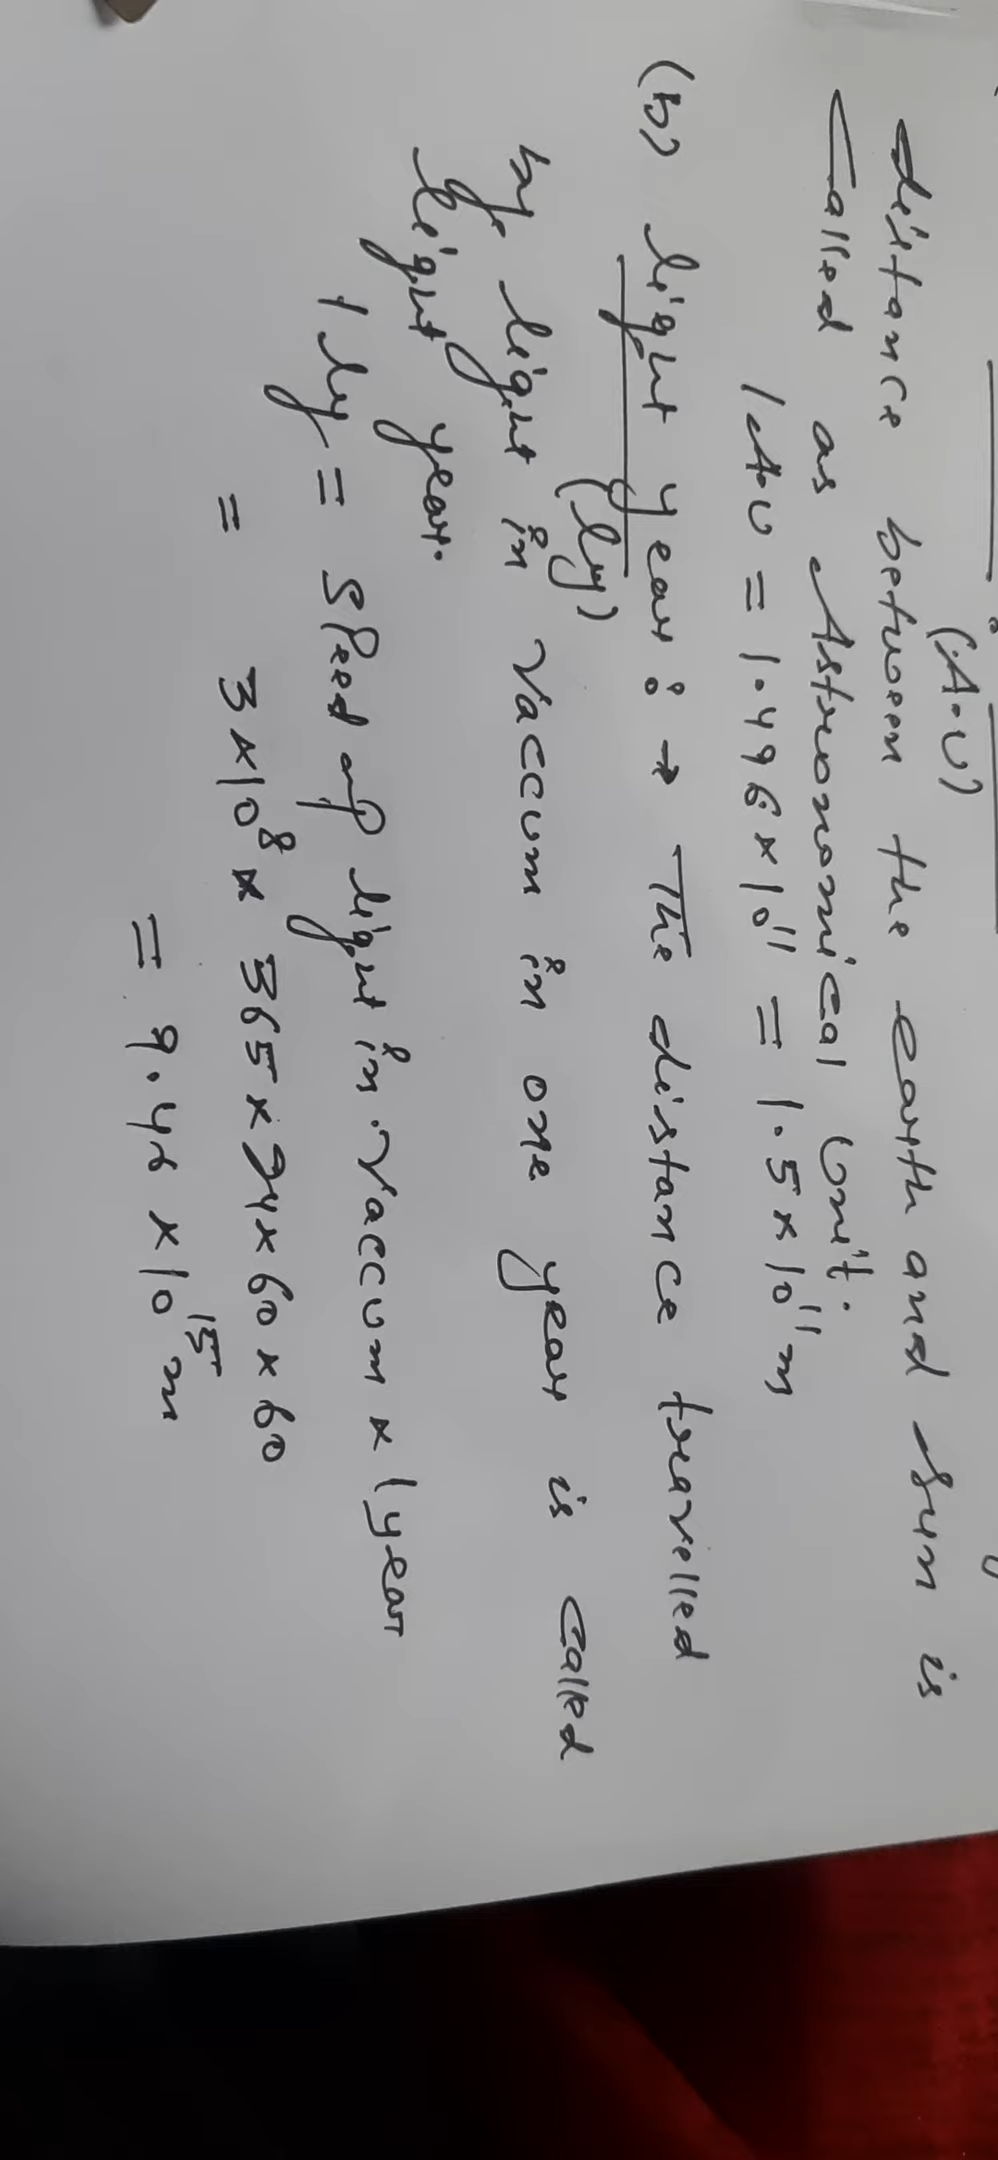 (A.U)
distance between the earth and sun is
called as Astronomical Unit.
1 A.U = 1.496 × 10¹¹ = 1.5 × 10¹¹ m
(b) light year : → The distance travelled
(ly)
by light in vaccum in one year is called
light year.
1 ly = speed of light in vaccum × 1 year
= 3 × 10⁸ × 365 × 24 × 60 × 60
= 9.46 × 10¹⁵ m